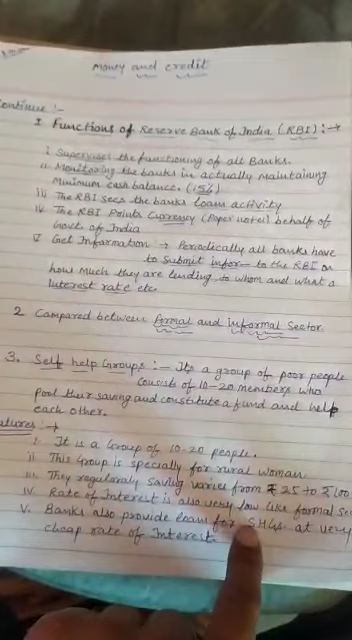 Money and credit
Continue :-
I Functions of Reserve Bank of India (RBI) :→
i. Supervises the functioning of all Banks.
ii. Monitoring the banks in actually maintaining
Minimum cash balance. (15%)
iii The RBI sees the banks loan activity
iv The RBI Points Currency (Paper notes) behalf of
Govt. of India
v Get Information → Periodically all banks have
to submit infor- to the RBI on
how much they are lending to whom and what a
Interest rate etc.
2. Compared between formal and informal Sector
3. Self help Groups :- Its a group of poor people
consists of 10-20 members who
pool their saving and constitute a fund and help
each other.
atures :→
i. It is a Group of 10-20 people.
ii This Group is specially for rural woman.
iii. They regularaly saving varies from ₹ 25 to ₹ 100
iv. Rate of Interest is also very low like formal se
v. Banks also provide loan for SHGs at very
cheap rate of Interest.